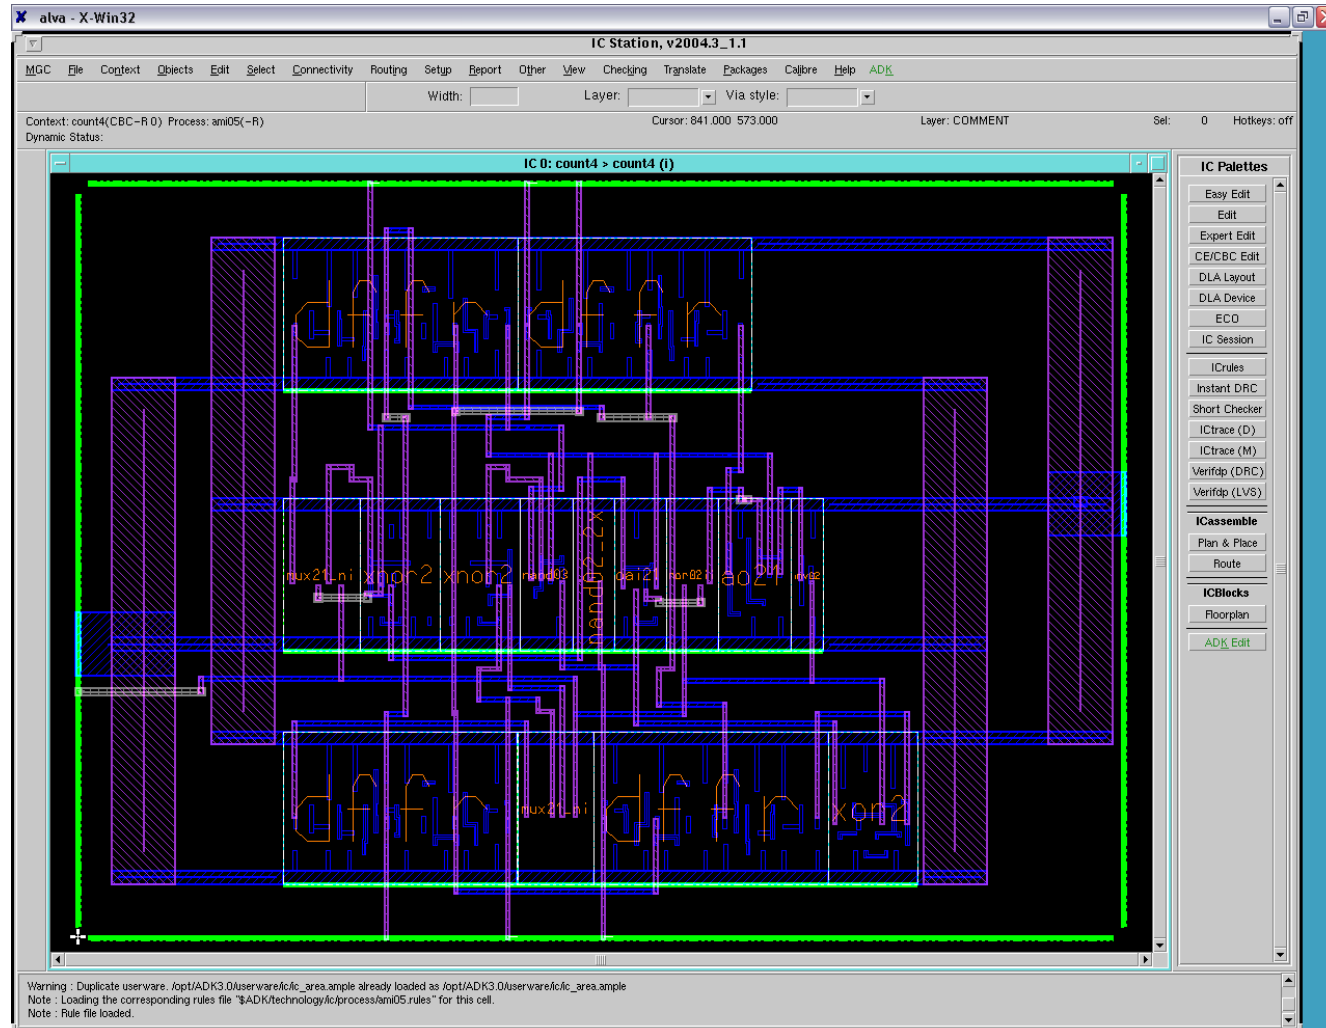 alva - X-Win32
IC Station, v2004.3_1.1
MGC File Context Objects Edit Select Connectivity Routing Setup Report Other View Checking Translate Packages Calibre Help ADK
Width: Layer: Via style:
Context: count4(CBC-R 0) Process: ami05(-R) Cursor: 841.000 573.000 Layer: COMMENT Sel: 0 Hotkeys: off
Dynamic Status:
IC 0: count4 > count4 (i)
dffr dffr
mux21_ni xnor2 xnor2 nand03 nand02_2x oai21 nor02ii ao21 inv02
dffr mux21_ni dffr xor2
IC Palettes
Easy Edit
Edit
Expert Edit
CE/CBC Edit
DLA Layout
DLA Device
ECO
IC Session
ICrules
Instant DRC
Short Checker
ICtrace (D)
ICtrace (M)
Verifdp (DRC)
Verifdp (LVS)
ICassemble
Plan & Place
Route
ICBlocks
Floorplan
ADK Edit
Warning : Duplicate userware. /opt/ADK3.0/userware/ic/ic_area.ample already loaded as /opt/ADK3.0/userware/ic/ic_area.ample
Note : Loading the corresponding rules file "$ADK/technology/ic/process/ami05.rules" for this cell.
Note : Rule file loaded.